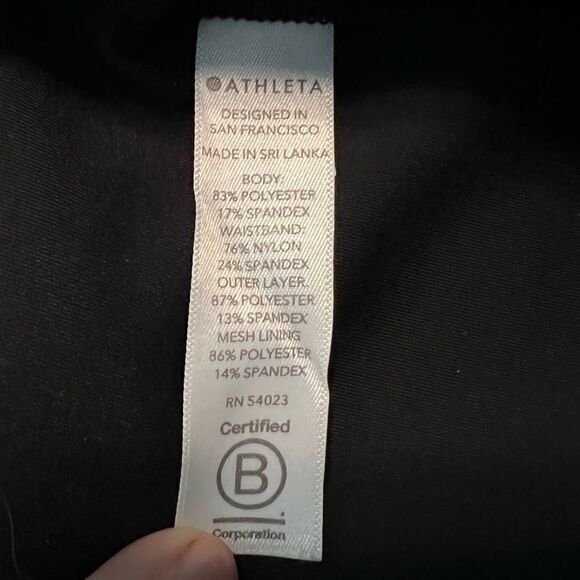 ATHLETA
DESIGNED IN
SAN FRANCISCO
MADE IN SRI LANKA
BODY:
83% POLYESTER
17% SPANDEX
WAISTBAND:
76% NYLON
24% SPANDEX
OUTER LAYER.
87% POLYESTER
13% SPANDEX
MESH LINING
86% POLYESTER
14% SPANDEX
RN 54023
Certified
B
Corporation